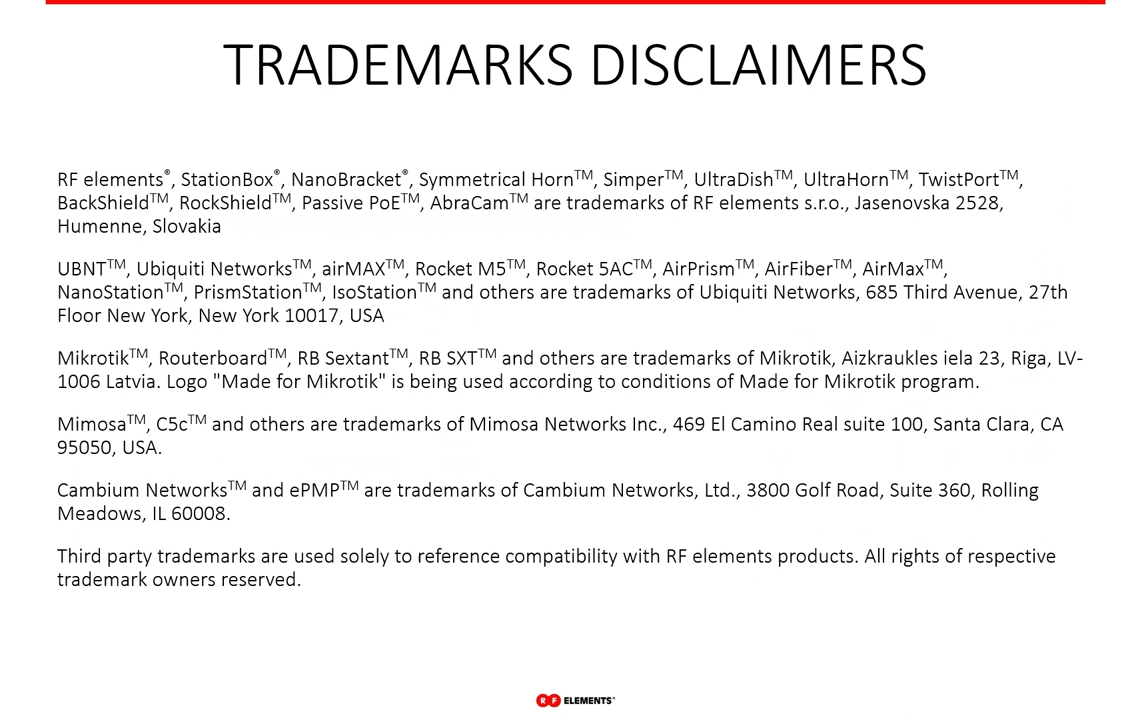 TRADEMARKS DISCLAIMERS
RF elements®, StationBox®, NanoBracket®, Symmetrical Horn™, Simper™, UltraDish™, UltraHorn™, TwistPort™,
BackShield™, RockShield™, Passive PoE™, AbraCam™ are trademarks of RF elements s.r.o., Jasenovska 2528,
Humenne, Slovakia
UBNT™, Ubiquiti Networks™, airMAX™, Rocket M5™, Rocket 5AC™, AirPrism™, AirFiber™, AirMax™,
NanoStation™, PrismStation™, IsoStation™ and others are trademarks of Ubiquiti Networks, 685 Third Avenue, 27th
Floor New York, New York 10017, USA
Mikrotik™, Routerboard™, RB Sextant™, RB SXT™ and others are trademarks of Mikrotik, Aizkraukles iela 23, Riga, LV-
1006 Latvia. Logo "Made for Mikrotik" is being used according to conditions of Made for Mikrotik program.
Mimosa™, C5c™ and others are trademarks of Mimosa Networks Inc., 469 El Camino Real suite 100, Santa Clara, CA
95050, USA.
Cambium Networks™ and ePMP™ are trademarks of Cambium Networks, Ltd., 3800 Golf Road, Suite 360, Rolling
Meadows, IL 60008.
Third party trademarks are used solely to reference compatibility with RF elements products. All rights of respective
trademark owners reserved.
RF ELEMENTS®